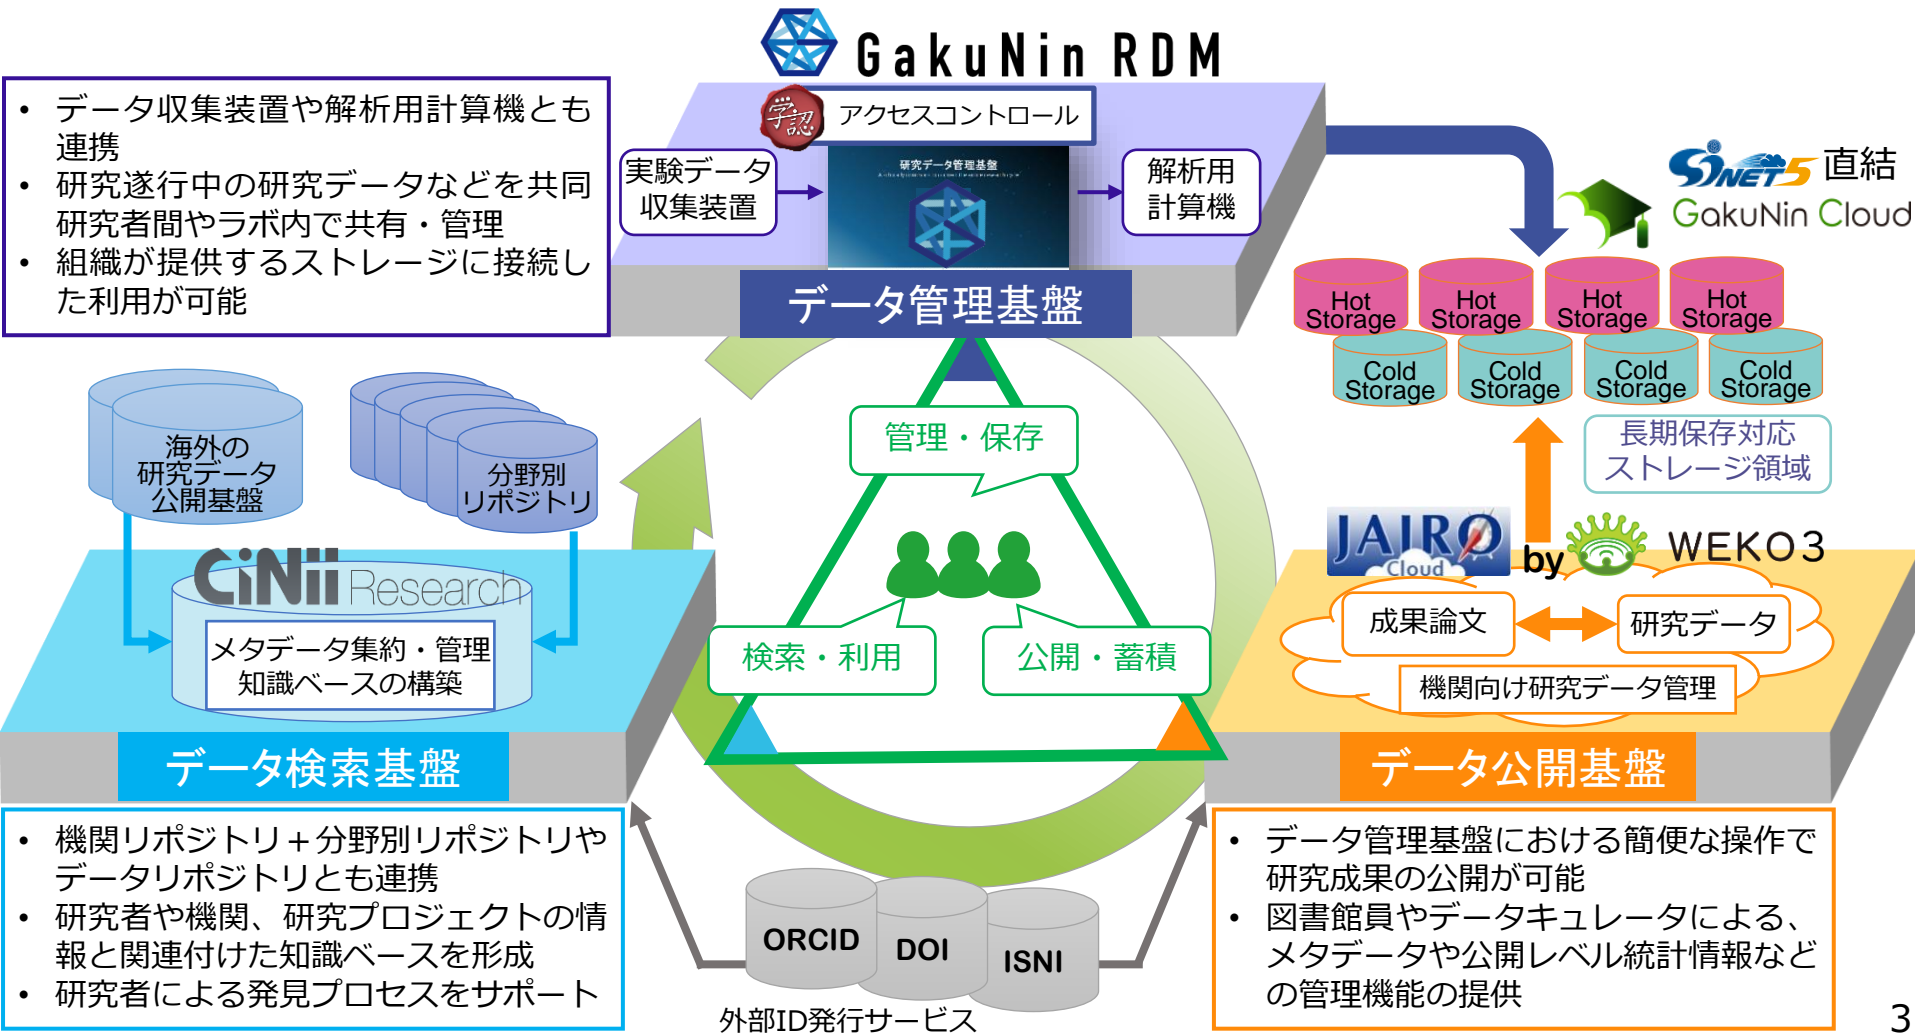 GakuNin RDM
• データ収集装置や解析用計算機とも
連携
• 研究遂行中の研究データなどを共同
研究者間やラボ内で共有・管理
• 組織が提供するストレージに接続し
た利用が可能
学認
アクセスコントロール
実験データ
収集装置
研究データ管理基盤
解析用
計算機
データ管理基盤
SINET5 直結
GakuNin Cloud
Hot
Storage
Hot
Storage
Hot
Storage
Hot
Storage
Cold
Storage
Cold
Storage
Cold
Storage
Cold
Storage
長期保存対応
ストレージ領域
海外の
研究データ
公開基盤
分野別
リポジトリ
管理・保存
検索・利用
公開・蓄積
CiNii Research
メタデータ集約・管理
知識ベースの構築
データ検索基盤
JAIRO
Cloud
by
WEKO3
成果論文
研究データ
機関向け研究データ管理
データ公開基盤
• 機関リポジトリ+分野別リポジトリや
データリポジトリとも連携
• 研究者や機関、研究プロジェクトの情
報と関連付けた知識ベースを形成
• 研究者による発見プロセスをサポート
ORCID
DOI
ISNI
外部ID発行サービス
• データ管理基盤における簡便な操作で
研究成果の公開が可能
• 図書館員やデータキュレータによる、
メタデータや公開レベル統計情報など
の管理機能の提供
3